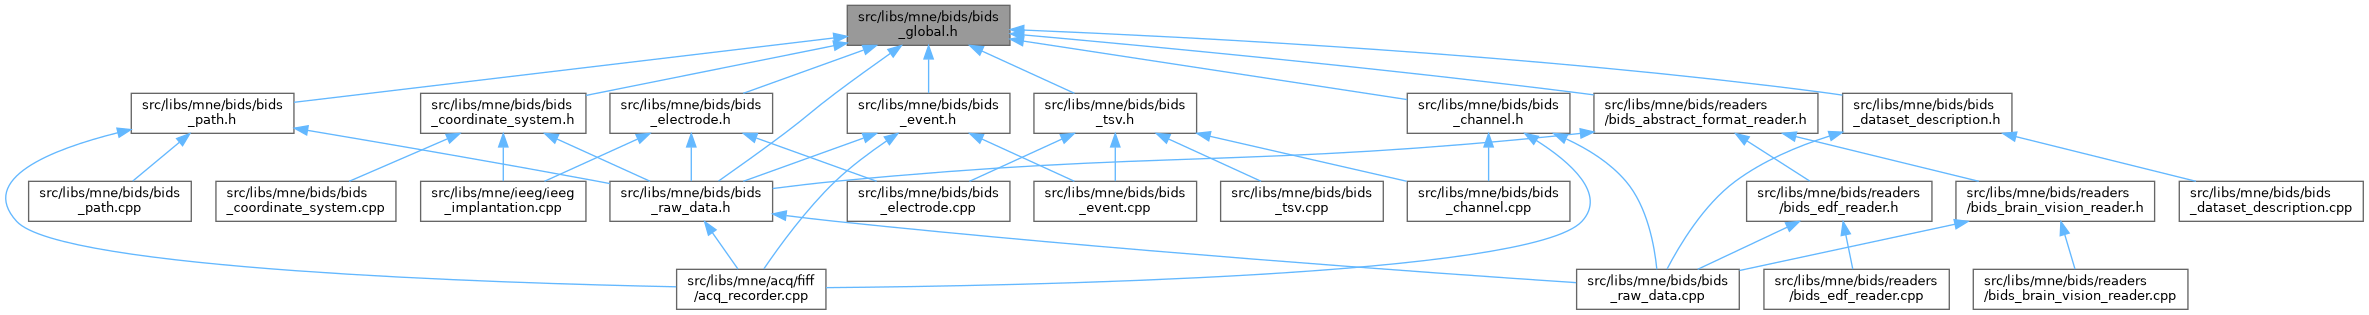 src/libs/mne/bids/bids
_global.h
src/libs/mne/bids/bids
_path.h
src/libs/mne/bids/bids
_coordinate_system.h
src/libs/mne/bids/bids
_electrode.h
src/libs/mne/bids/bids
_event.h
src/libs/mne/bids/bids
_tsv.h
src/libs/mne/bids/bids
_channel.h
src/libs/mne/bids/readers
/bids_abstract_format_reader.h
src/libs/mne/bids/bids
_dataset_description.h
src/libs/mne/bids/bids
_path.cpp
src/libs/mne/bids/bids
_coordinate_system.cpp
src/libs/mne/ieeg/ieeg
_implantation.cpp
src/libs/mne/bids/bids
_raw_data.h
src/libs/mne/bids/bids
_electrode.cpp
src/libs/mne/bids/bids
_event.cpp
src/libs/mne/bids/bids
_tsv.cpp
src/libs/mne/bids/bids
_channel.cpp
src/libs/mne/bids/readers
/bids_edf_reader.h
src/libs/mne/bids/readers
/bids_brain_vision_reader.h
src/libs/mne/bids/bids
_dataset_description.cpp
src/libs/mne/acq/fiff
/acq_recorder.cpp
src/libs/mne/bids/bids
_raw_data.cpp
src/libs/mne/bids/readers
/bids_edf_reader.cpp
src/libs/mne/bids/readers
/bids_brain_vision_reader.cpp